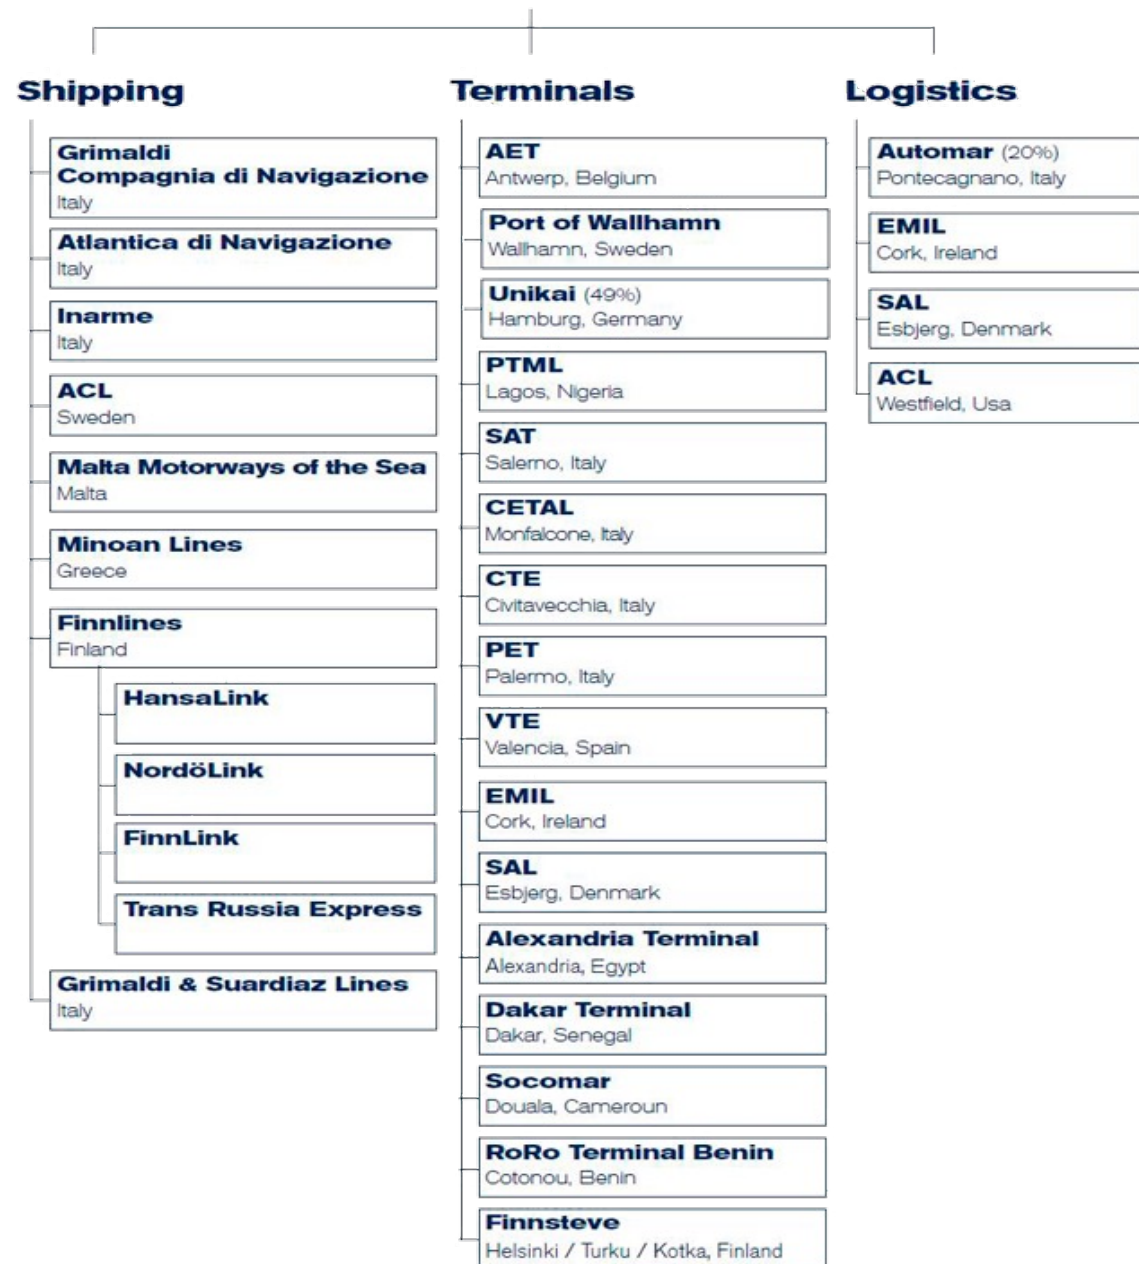 Shipping
Grimaldi
Compagnia di Navigazione
Italy
Atlantica di Navigazione
Italy
Inarme
Italy
ACL
Sweden
Malta Motorways of the Sea
Malta
Minoan Lines
Greece
Finnlines
Finland
HansaLink
NordöLink
FinnLink
Trans Russia Express
Grimaldi & Suardiaz Lines
Italy
Terminals
AET
Antwerp, Belgium
Port of Wallhamn
Wallhamn, Sweden
Unikai (49%)
Hamburg, Germany
PTML
Lagos, Nigeria
SAT
Salerno, Italy
CETAL
Monfalcone, Italy
CTE
Civitavecchia, Italy
PET
Palermo, Italy
VTE
Valencia, Spain
EMIL
Cork, Ireland
SAL
Esbjerg, Denmark
Alexandria Terminal
Alexandria, Egypt
Dakar Terminal
Dakar, Senegal
Socomar
Douala, Cameroun
RoRo Terminal Benin
Cotonou, Benin
Finnsteve
Helsinki / Turku / Kotka, Finland
Logistics
Automar (20%)
Pontecagnano, Italy
EMIL
Cork, Ireland
SAL
Esbjerg, Denmark
ACL
Westfield, Usa